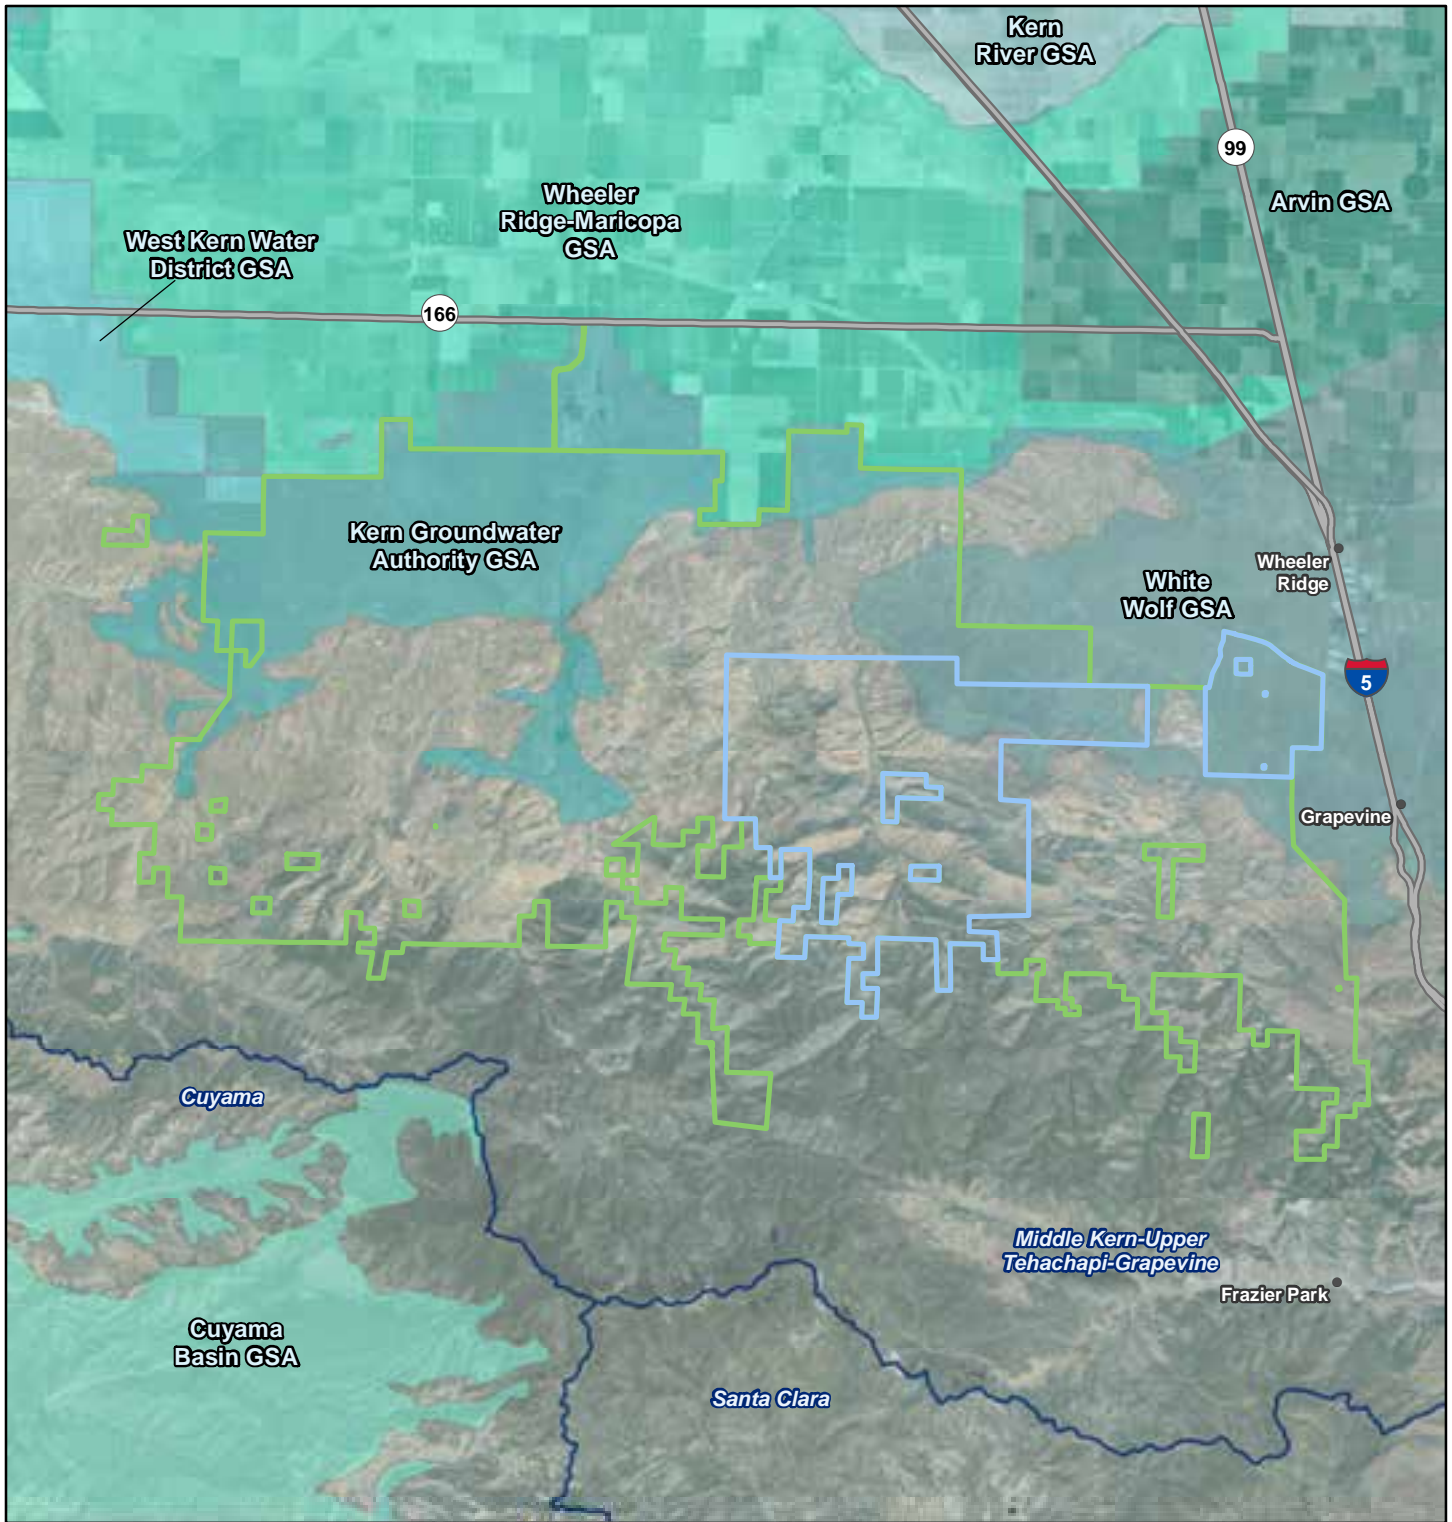 Kern
River GSA
99
Arvin GSA
Wheeler
Ridge-Maricopa
GSA
West Kern Water
District GSA
166
Kern Groundwater
Authority GSA
Wheeler
Ridge
White
Wolf GSA
5
Grapevine
Cuyama
Middle Kern-Upper
Tehachapi-Grapevine
Frazier Park
Cuyama
Basin GSA
Santa Clara